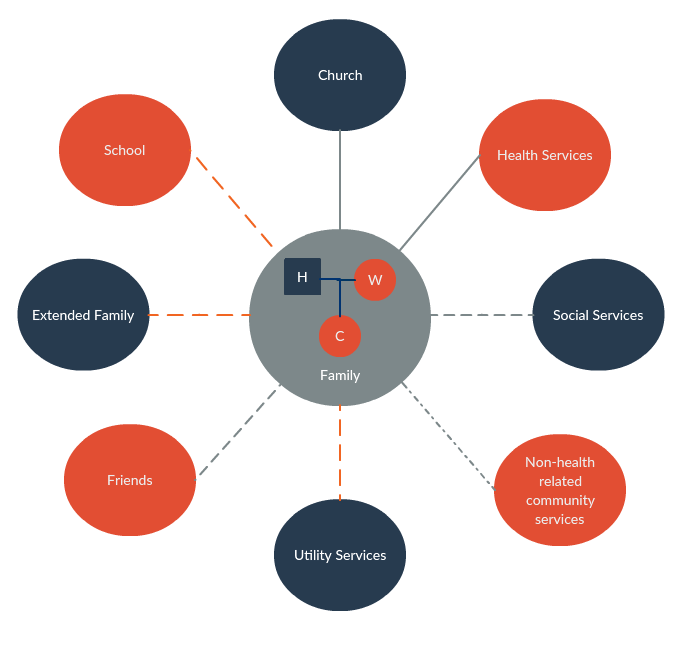 Church
School
Health Services
H
W
Extended Family
Social Services
C
Family
Friends
Non-health
related
community
services
Utility Services